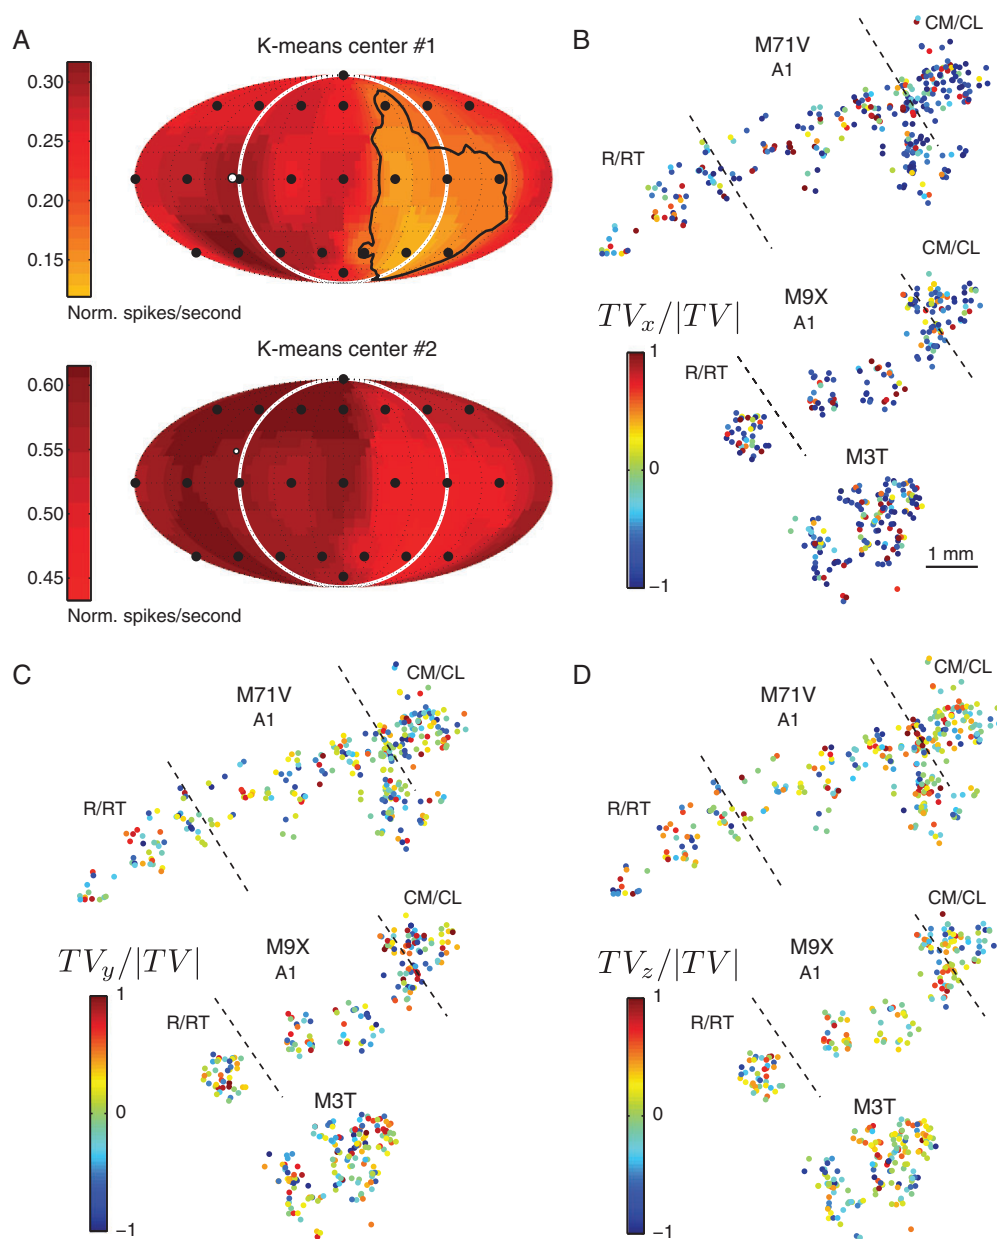 A
K-means center #1
0.30
0.25
0.20
0.15
Norm. spikes/second
K-means center #2
0.60
0.55
0.50
0.45
Norm. spikes/second
B
M71V
A1
CM/CL
R/RT
CM/CL
TVx/|TV|
M9X
A1
1
R/RT
0
M3T
1 mm
−1
C
M71V
A1
CM/CL
R/RT
CM/CL
TVy/|TV|
M9X
A1
1
R/RT
0
M3T
−1
D
M71V
A1
CM/CL
R/RT
CM/CL
TVz/|TV|
M9X
A1
1
R/RT
0
M3T
−1